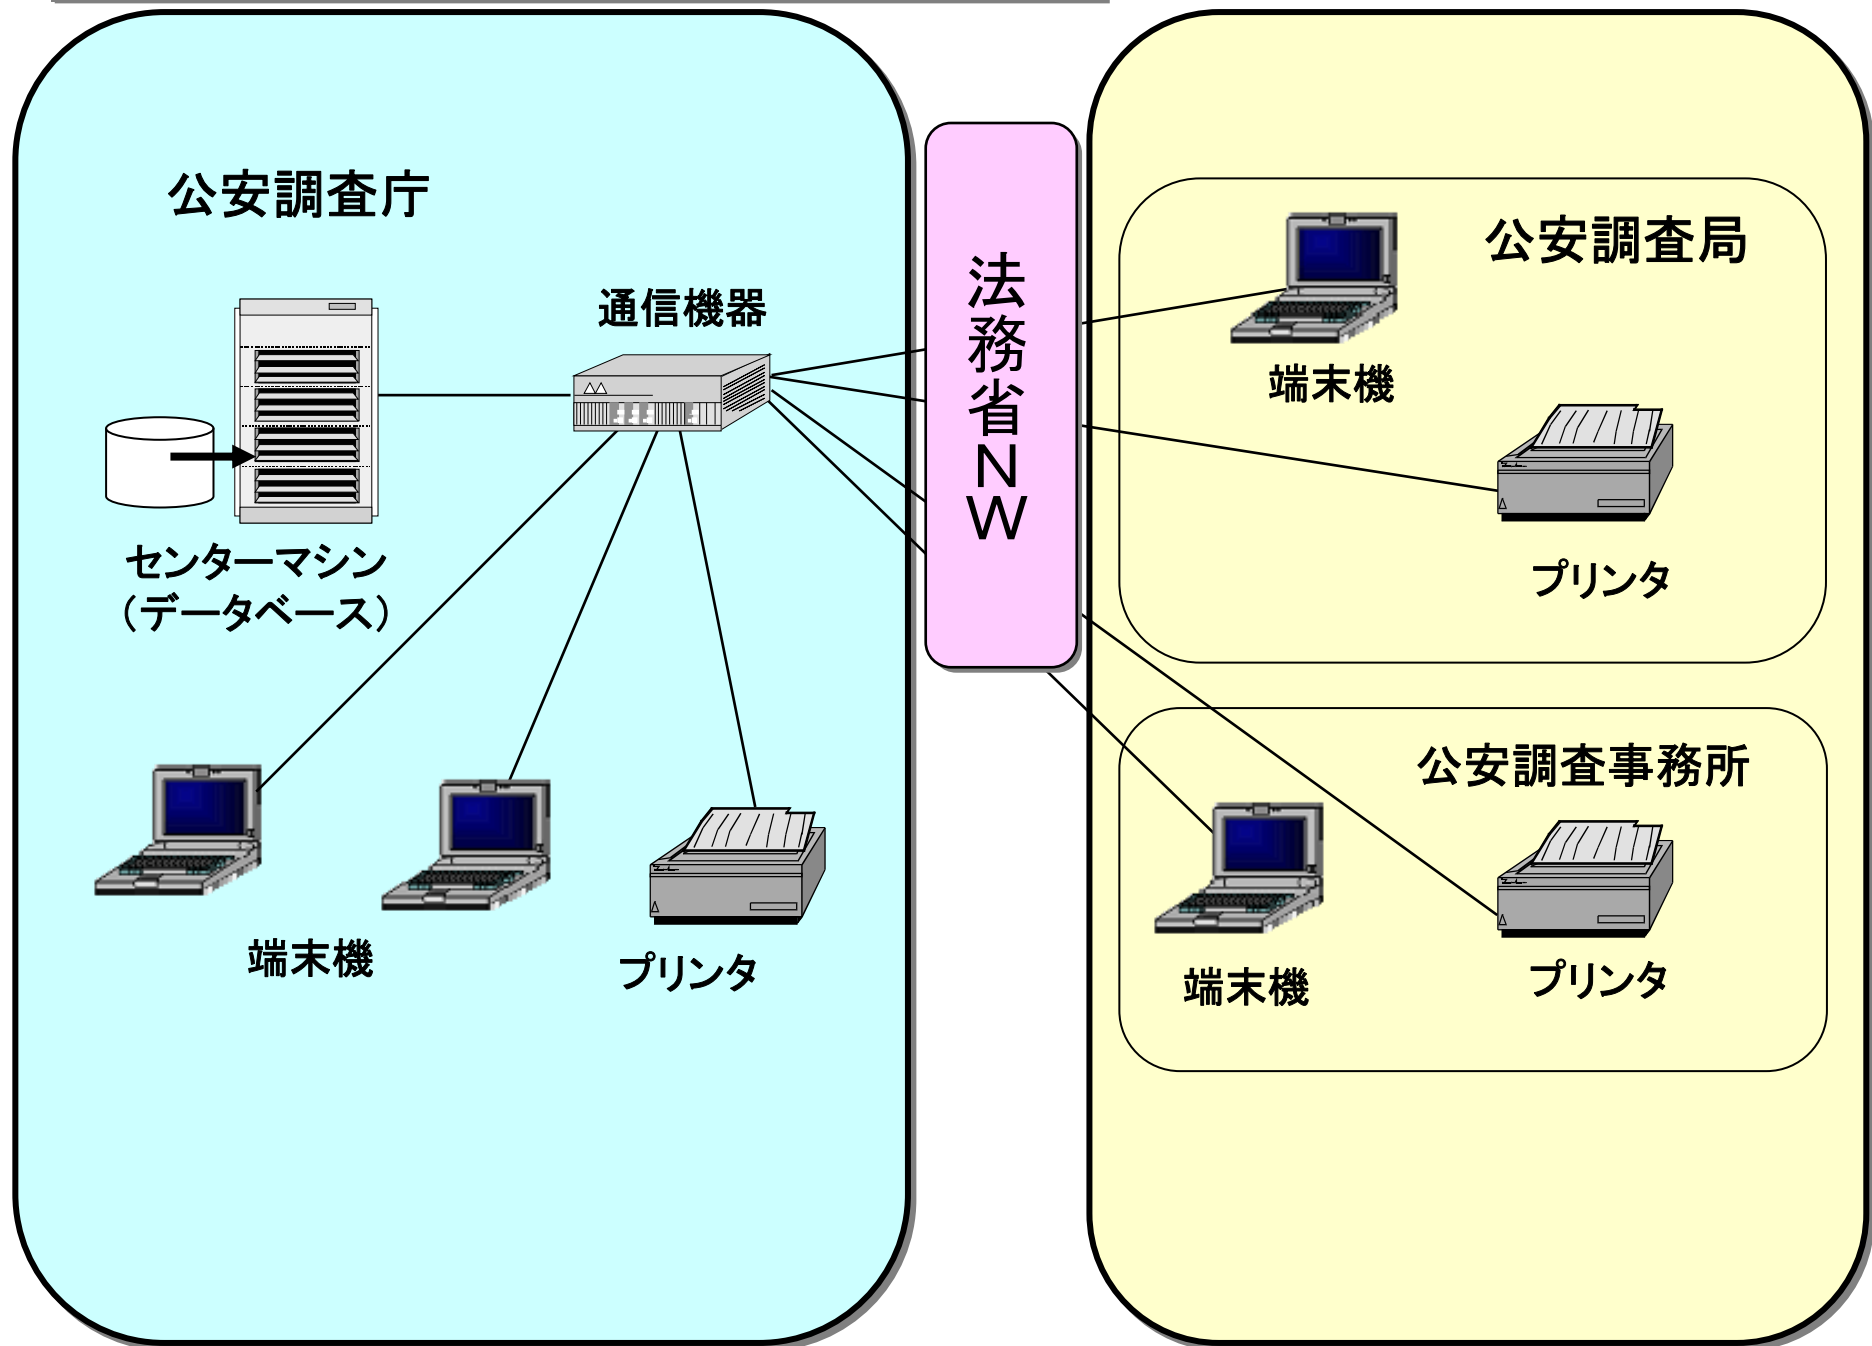 公安調査庁
通信機器
センターマシン
（データベース）
端末機
プリンタ
法務省ＮＷ
公安調査局
端末機
プリンタ
公安調査事務所
端末機
プリンタ